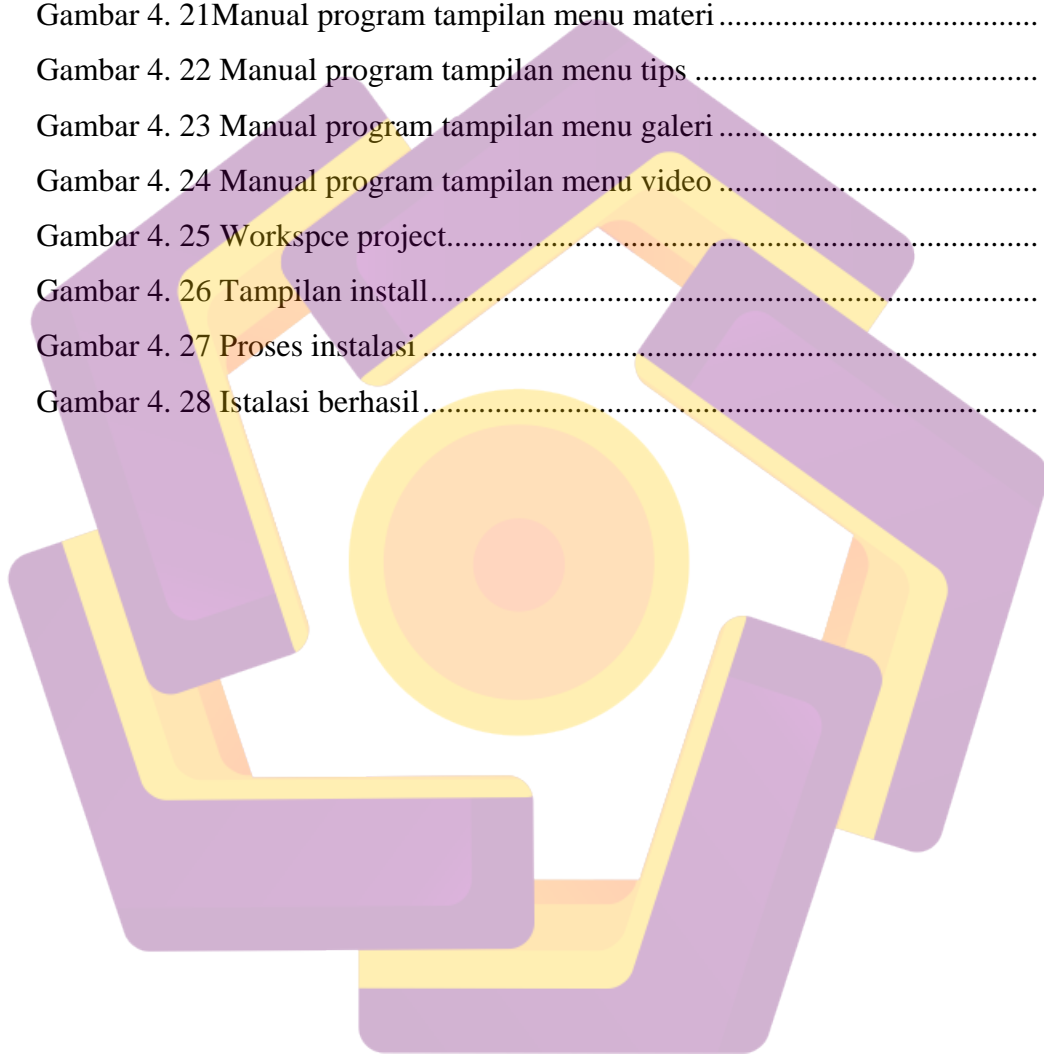 Gambar 4. 21Manual program tampilan menu materi ........................................
Gambar 4. 22 Manual program tampilan menu tips ...........................................
Gambar 4. 23 Manual program tampilan menu galeri ........................................
Gambar 4. 24 Manual program tampilan menu video ........................................
Gambar 4. 25 Workspce project..........................................................................
Gambar 4. 26 Tampilan install............................................................................
Gambar 4. 27 Proses instalasi .............................................................................
Gambar 4. 28 Istalasi berhasil.............................................................................